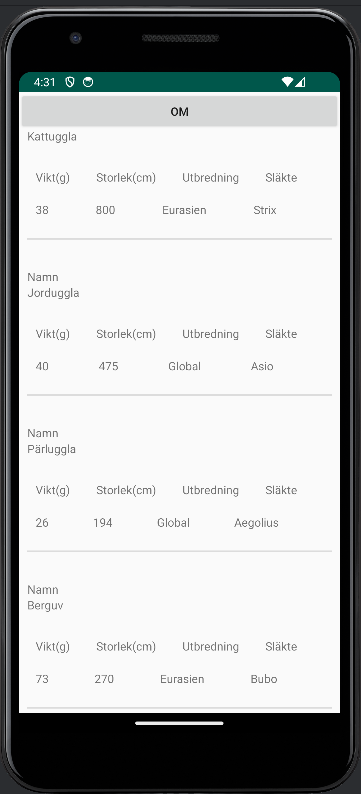 4:31
OM
Kattuggla
Vikt(g) Storlek(cm) Utbredning Släkte
38 800 Eurasien Strix
Namn
Jorduggla
Vikt(g) Storlek(cm) Utbredning Släkte
40 475 Global Asio
Namn
Pärluggla
Vikt(g) Storlek(cm) Utbredning Släkte
26 194 Global Aegolius
Namn
Berguv
Vikt(g) Storlek(cm) Utbredning Släkte
73 270 Eurasien Bubo